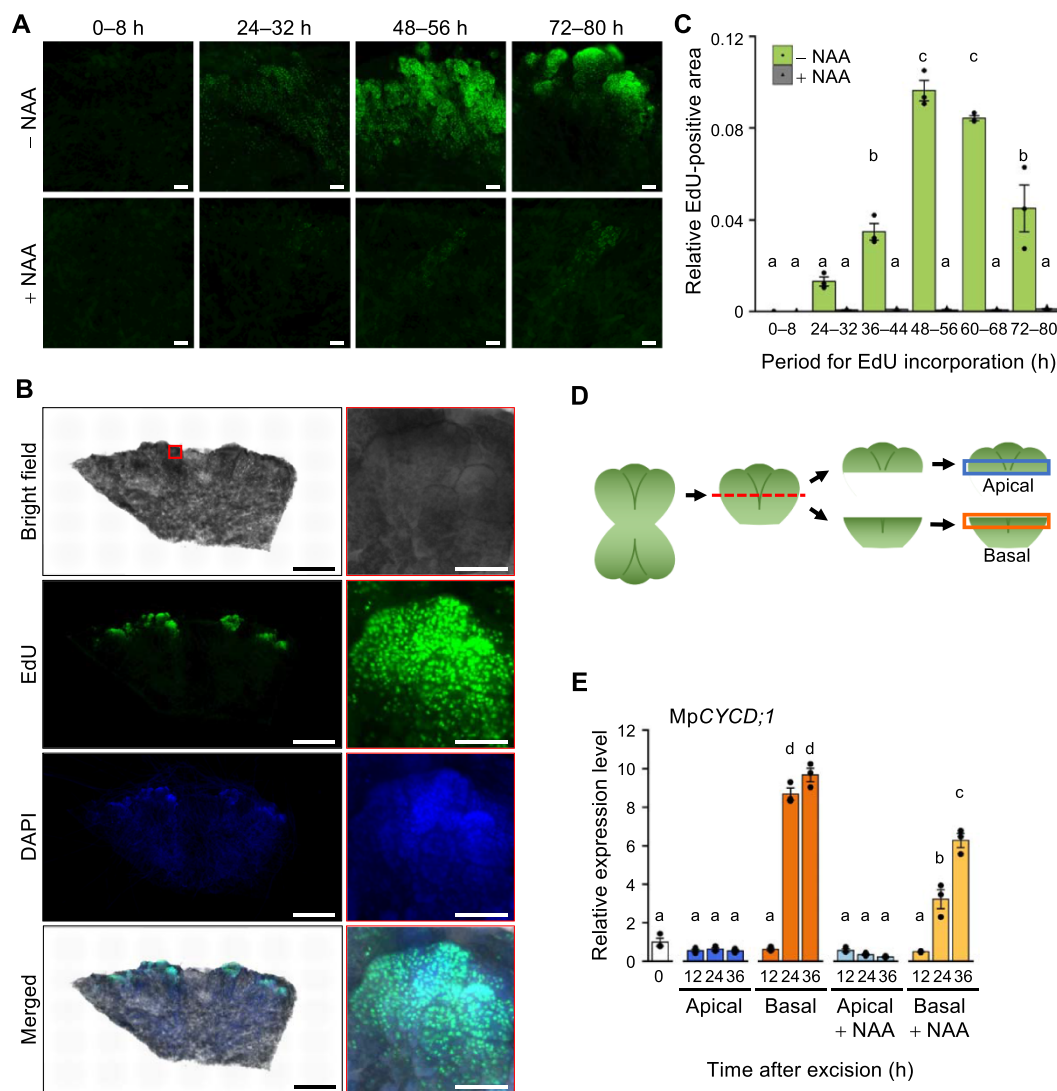 A
0–8 h 24–32 h 48–56 h 72–80 h
– NAA
+ NAA
B
Bright field
EdU
DAPI
Merged
C
– NAA
+ NAA
Relative EdU-positive area
0.12
0.08
0.04
0
a a a a b a c a c a b a
0–8 24–32 36–44 48–56 60–68 72–80
Period for EdU incorporation (h)
D
Apical
Basal
E
MpCYCD;1
Relative expression level
12
10
8
6
4
2
0
a a a a a d d a a a a b c
0 12 24 36 12 24 36 12 24 36 12 24 36
Apical Basal Apical Basal
+ NAA + NAA
Time after excision (h)